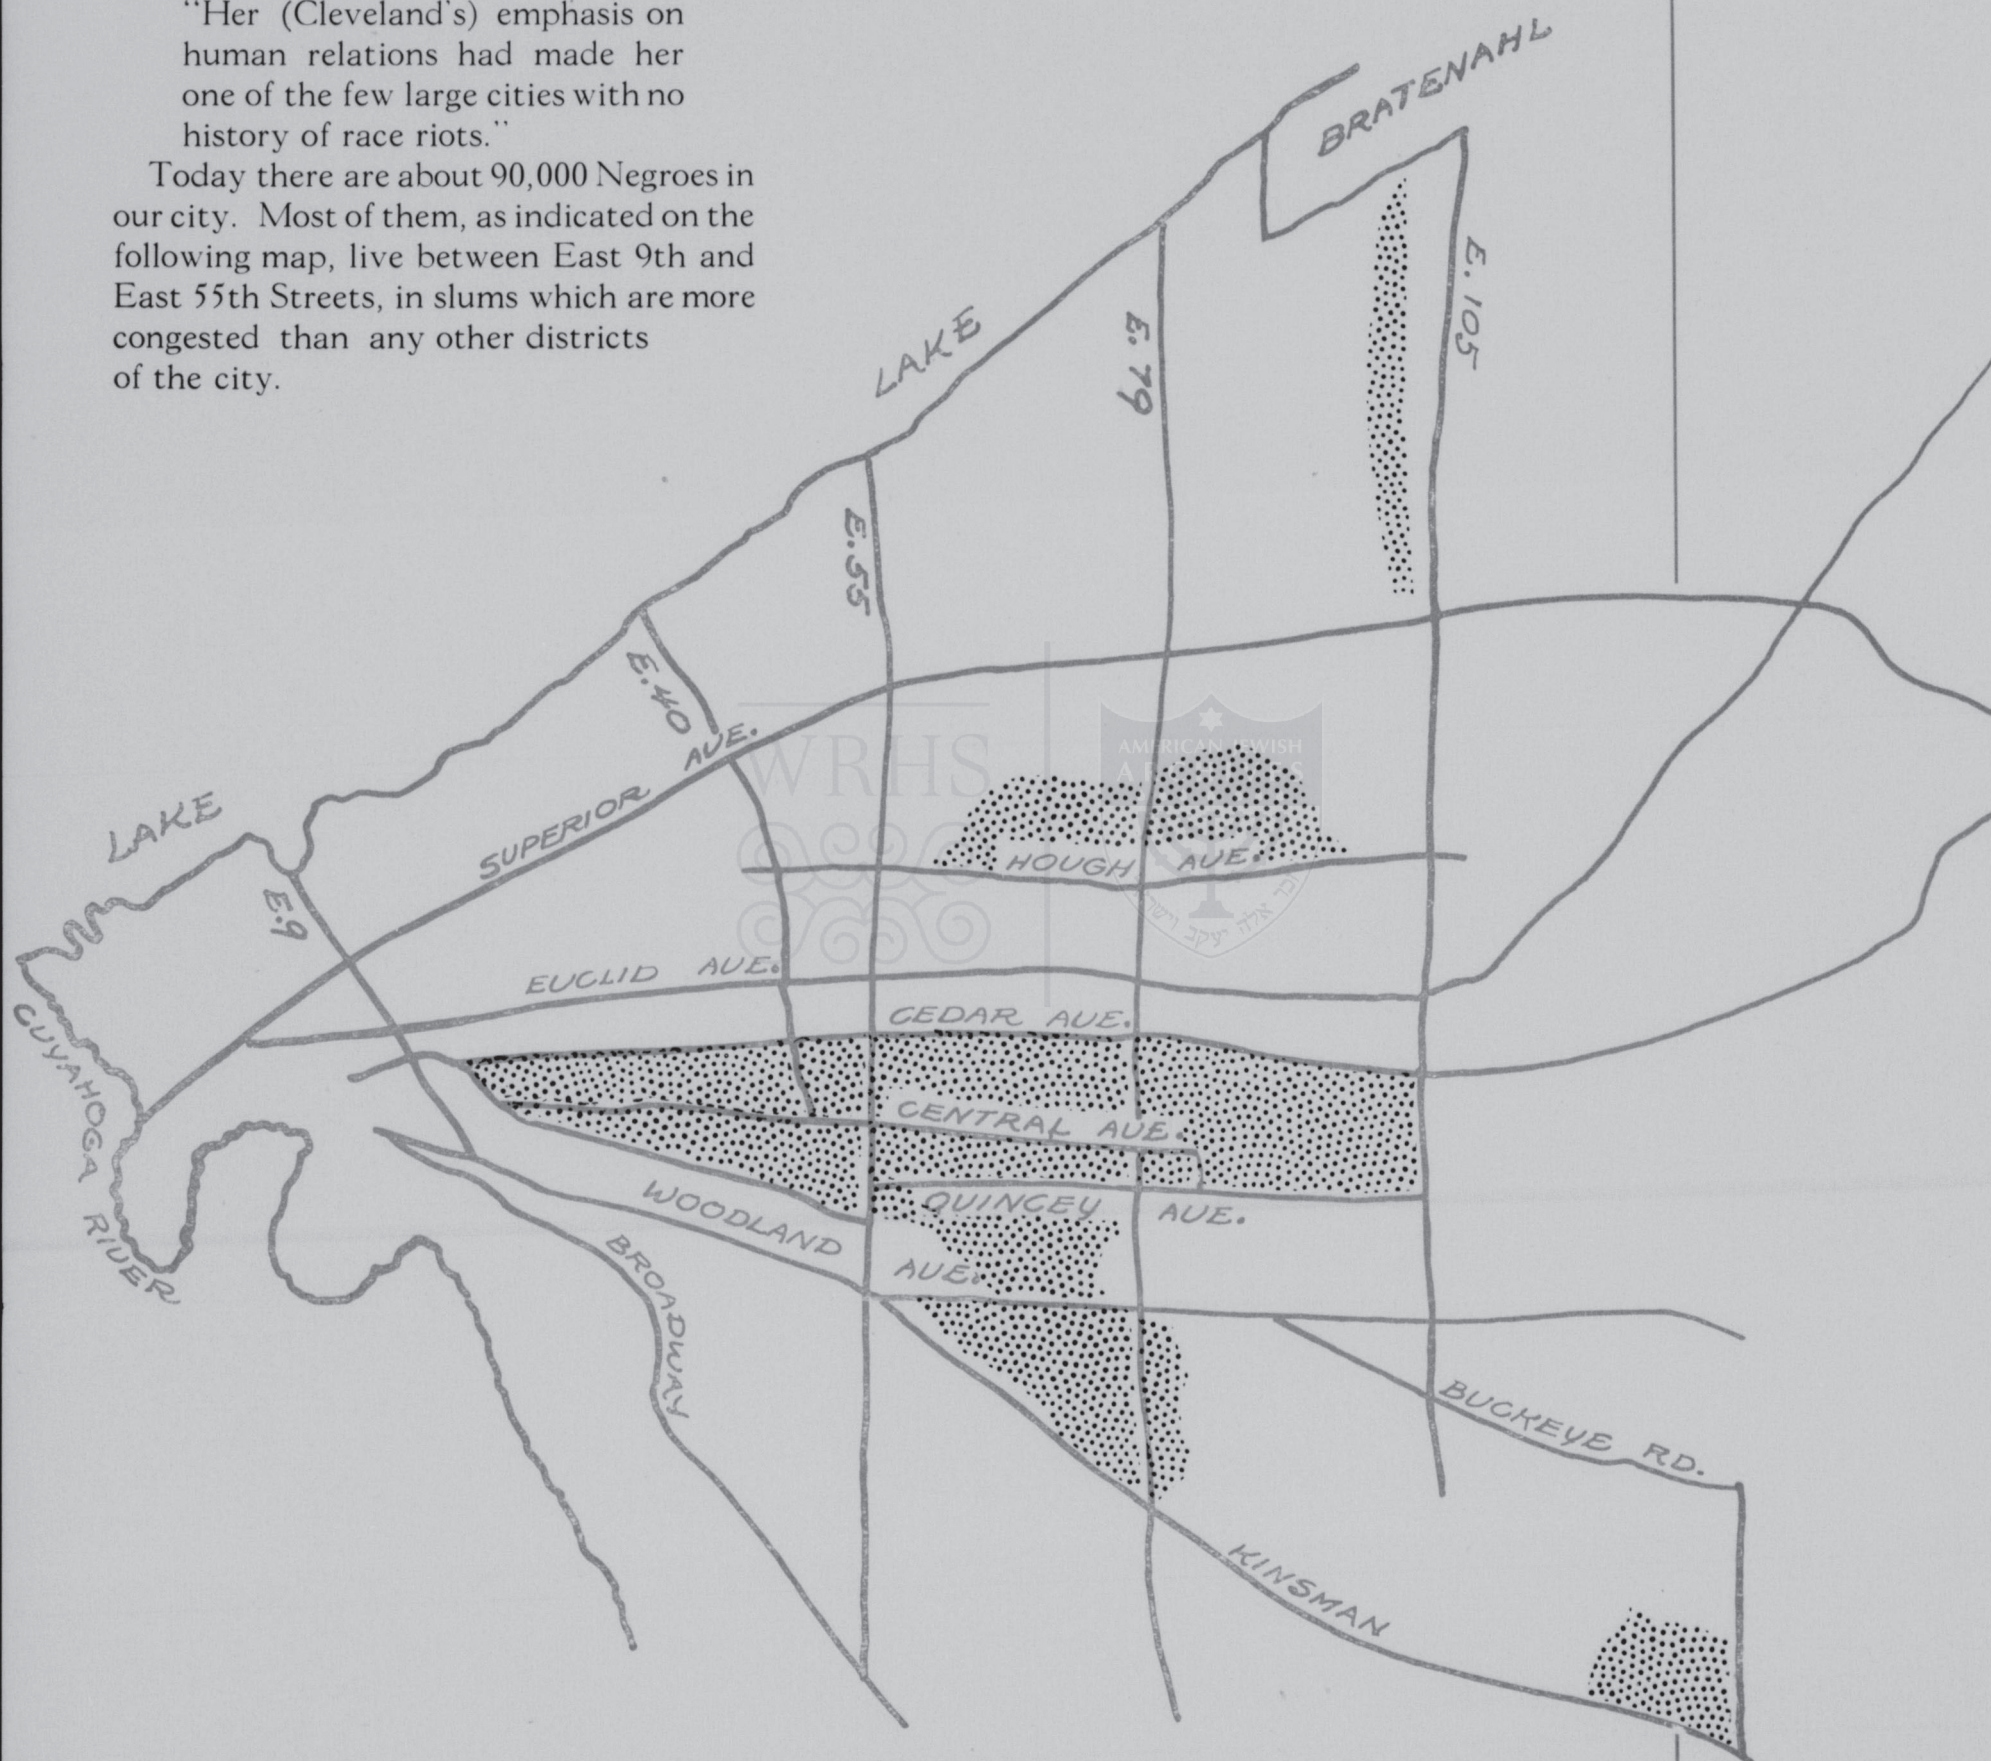 "Her (Cleveland's) emphasis on
human relations had made her
one of the few large cities with no
history of race riots."
Today there are about 90,000 Negroes in
our city. Most of them, as indicated on the
following map, live between East 9th and
East 55th Streets, in slums which are more
congested than any other districts
of the city.
BRATENAHL
E. 105
LAKE
E. 79
E. 55
E. 40
SUPERIOR AVE.
LAKE
E. 9
WRHS
AMERICAN JEWISH
HOUGH AVE.
EUCLID AVE.
CEDAR AVE.
CUYAHOGA RIVER
CENTRAL AVE.
QUINCEY AVE.
WOODLAND AVE.
BROADWAY
BUCKEYE RD.
KINSMAN